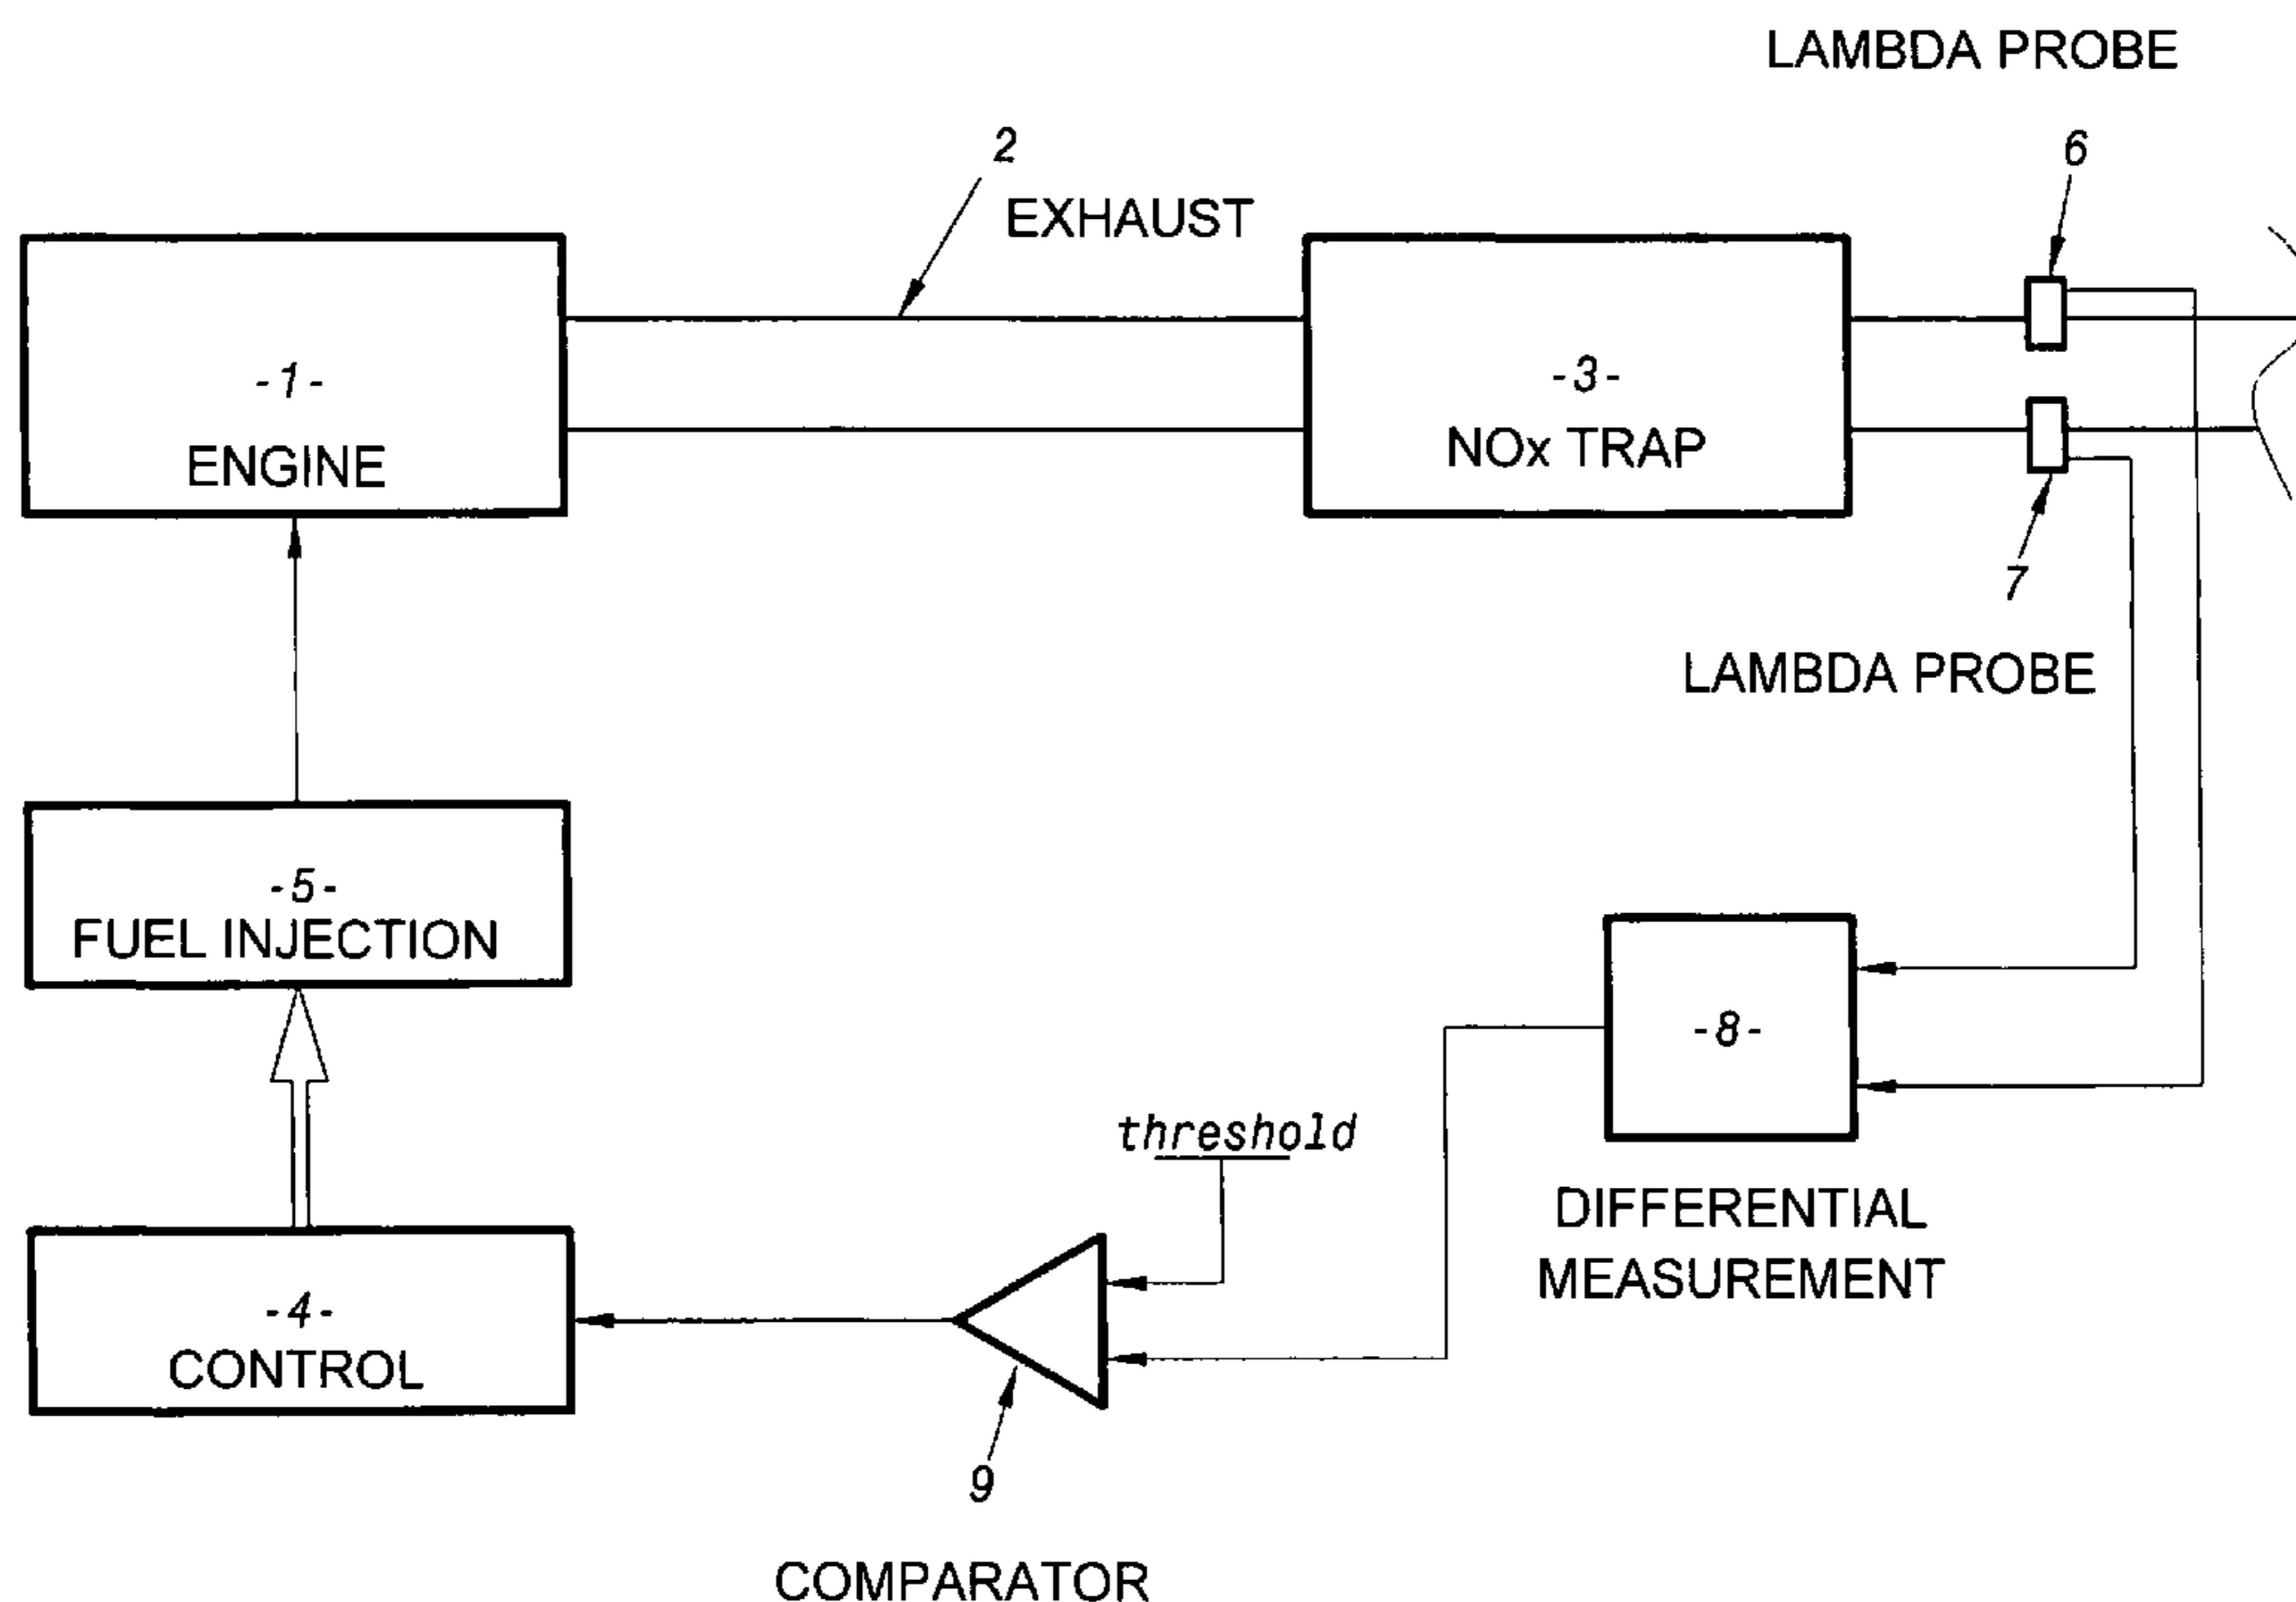 LAMBDA PROBE
2
6
EXHAUST
-1-
ENGINE
-3-
NOx TRAP
7
LAMBDA PROBE
-5-
FUEL INJECTION
-8-
threshold
DIFFERENTIAL
MEASUREMENT
-4-
CONTROL
9
COMPARATOR